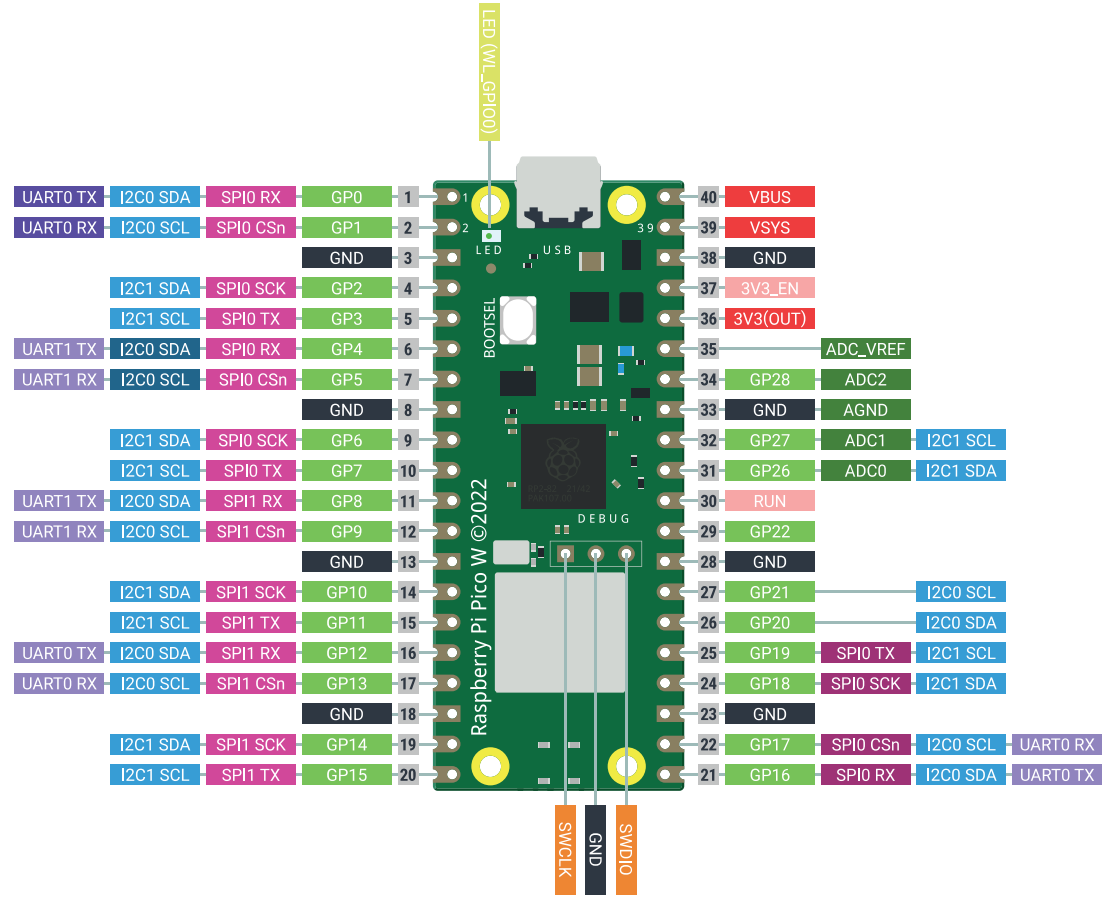 LED (WL_GPIO0)
UART0 TX I2C0 SDA SPI0 RX GP0 1 1 40 VBUS
UART0 RX I2C0 SCL SPI0 CSn GP1 2 2 39 39 VSYS
LED USB
GND 3 38 GND
I2C1 SDA SPI0 SCK GP2 4 37 3V3_EN
I2C1 SCL SPI0 TX GP3 5 BOOTSEL 36 3V3(OUT)
UART1 TX I2C0 SDA SPI0 RX GP4 6 35 ADC_VREF
UART1 RX I2C0 SCL SPI0 CSn GP5 7 34 GP28 ADC2
GND 8 33 GND AGND
I2C1 SDA SPI0 SCK GP6 9 32 GP27 ADC1 I2C1 SCL
I2C1 SCL SPI0 TX GP7 10 31 GP26 ADC0 I2C1 SDA
UART1 TX I2C0 SDA SPI1 RX GP8 11 30 RUN
DEBUG
UART1 RX I2C0 SCL SPI1 CSn GP9 12 29 GP22
GND 13 28 GND
I2C1 SDA SPI1 SCK GP10 14 27 GP21 I2C0 SCL
I2C1 SCL SPI1 TX GP11 15 26 GP20 I2C0 SDA
Raspberry Pi Pico W ©2022
UART0 TX I2C0 SDA SPI1 RX GP12 16 25 GP19 SPI0 TX I2C1 SCL
UART0 RX I2C0 SCL SPI1 CSn GP13 17 24 GP18 SPI0 SCK I2C1 SDA
GND 18 23 GND
I2C1 SDA SPI1 SCK GP14 19 22 GP17 SPI0 CSn I2C0 SCL UART0 RX
I2C1 SCL SPI1 TX GP15 20 21 GP16 SPI0 RX I2C0 SDA UART0 TX
SWCLK GND SWDIO